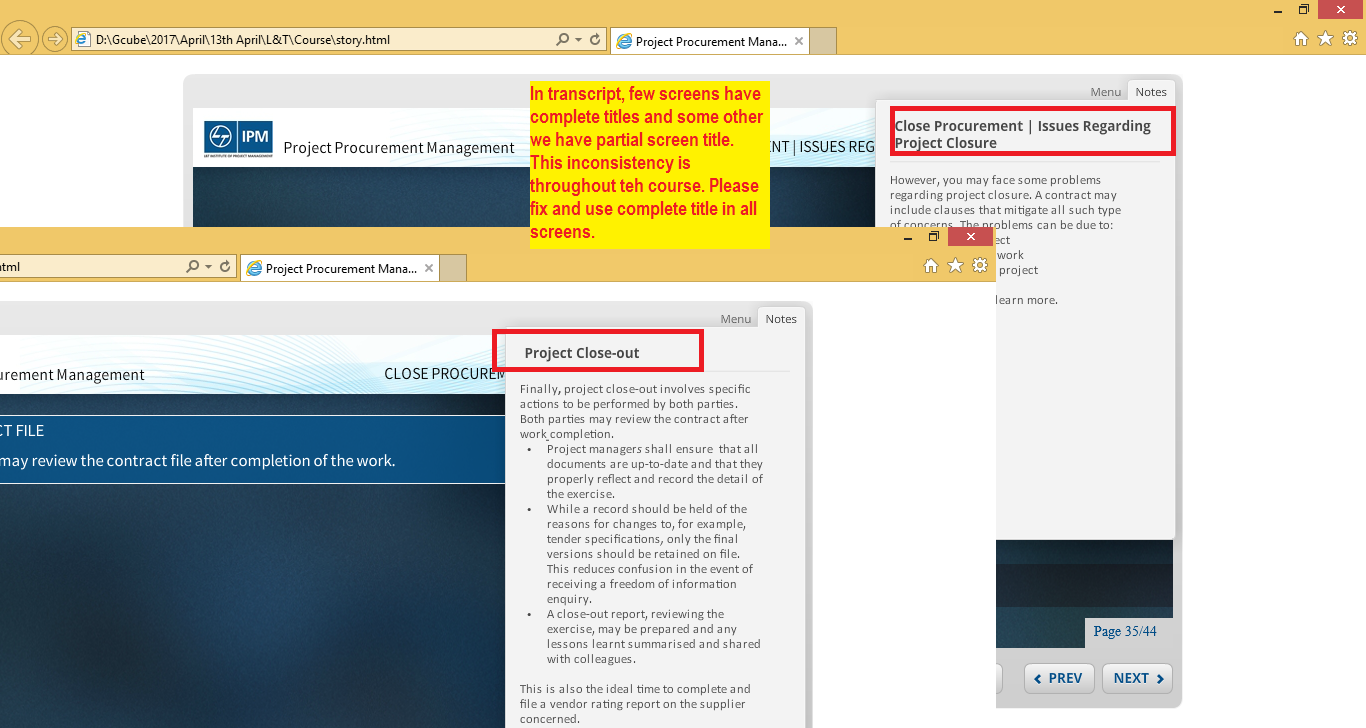 D:\Gcube\2017\April\13th April\L&T\Course\story.html
Project Procurement Mana...
Menu
Notes
IPM
L&T INSTITUTE OF PROJECT MANAGEMENT
Project Procurement Management
NT | ISSUES REG
In transcript, few screens have
complete titles and some other
we have partial screen title.
This inconsistency is
throughout teh course. Please
fix and use complete title in all
screens.
Close Procurement | Issues Regarding
Project Closure
However, you may face some problems
regarding project closure. A contract may
include clauses that mitigate all such type
of concerns. The problems can be due to:
ect
work
project
learn more.
Page 35/44
PREV
NEXT
tml
Project Procurement Mana...
Menu
Notes
urement Management
CLOSE PROCUREM
CT FILE
may review the contract file after completion of the work.
Project Close-out
Finally, project close-out involves specific
actions to be performed by both parties.
Both parties may review the contract after
work completion.
• Project managers shall ensure that all
documents are up-to-date and that they
properly reflect and record the detail of
the exercise.
• While a record should be held of the
reasons for changes to, for example,
tender specifications, only the final
versions should be retained on file.
This reduces confusion in the event of
receiving a freedom of information
enquiry.
• A close-out report, reviewing the
exercise, may be prepared and any
lessons learnt summarised and shared
with colleagues.
This is also the ideal time to complete and
file a vendor rating report on the supplier
concerned.